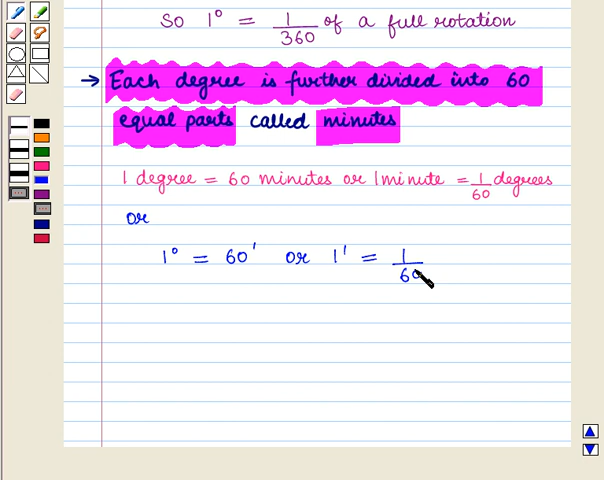 So 1° = 1/360 of a full rotation
→ Each degree is further divided into 60
equal parts called minutes
1 degree = 60 minutes or 1 minute = 1/60 degrees
or
1° = 60' or 1' = 1/60